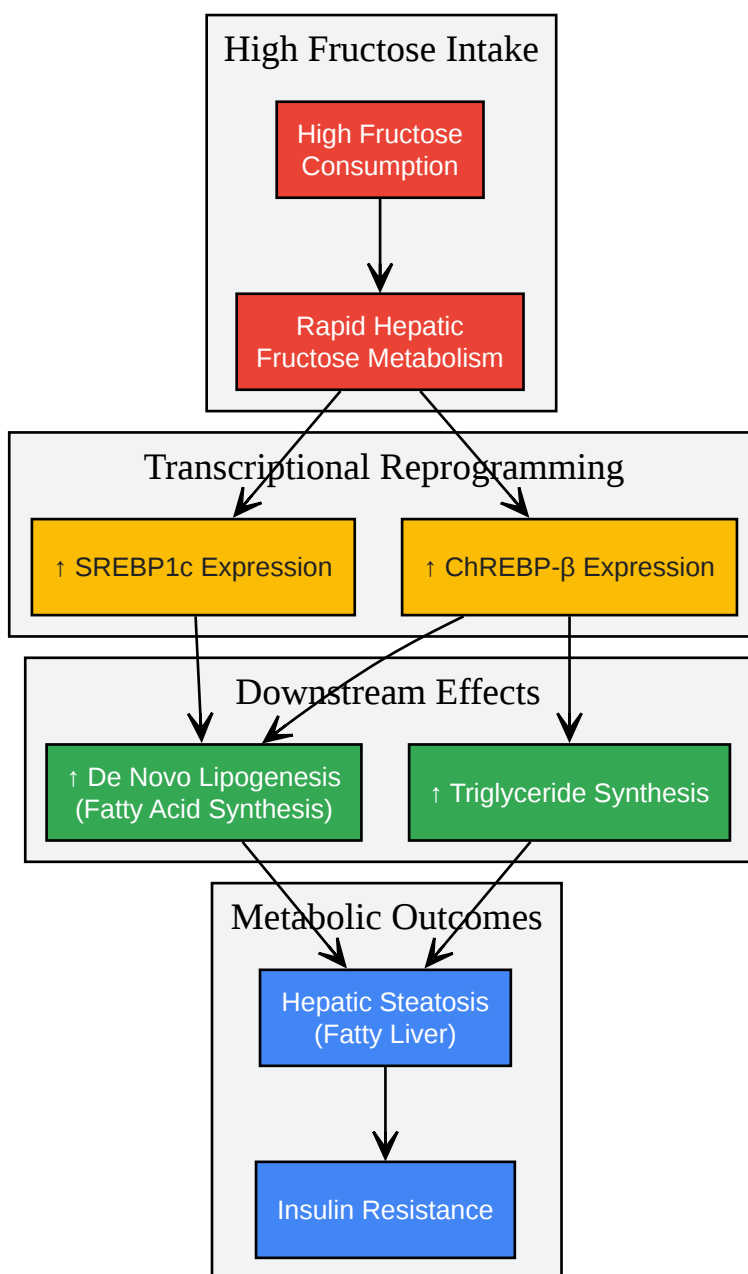 High Fructose Intake
High Fructose
Consumption
Rapid Hepatic
Fructose Metabolism
Transcriptional Reprogramming
↑ SREBP1c Expression
↑ ChREBP-β Expression
Downstream Effects
↑ De Novo Lipogenesis
(Fatty Acid Synthesis)
↑ Triglyceride Synthesis
Metabolic Outcomes
Hepatic Steatosis
(Fatty Liver)
Insulin Resistance